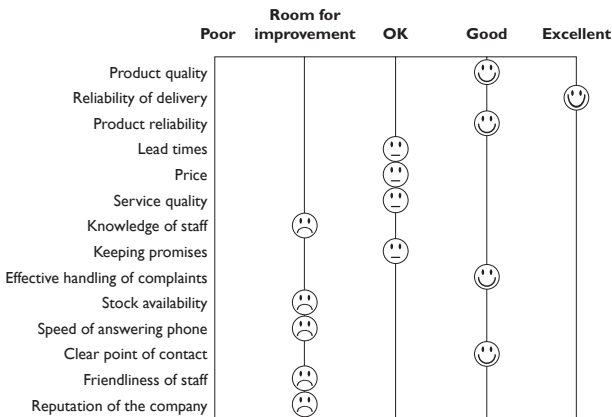 Room for
Poor improvement OK Good Excellent
Product quality
Reliability of delivery
Product reliability
Lead times
Price
Service quality
Knowledge of staff
Keeping promises
Effective handling of complaints
Stock availability
Speed of answering phone
Clear point of contact
Friendliness of staff
Reputation of the company